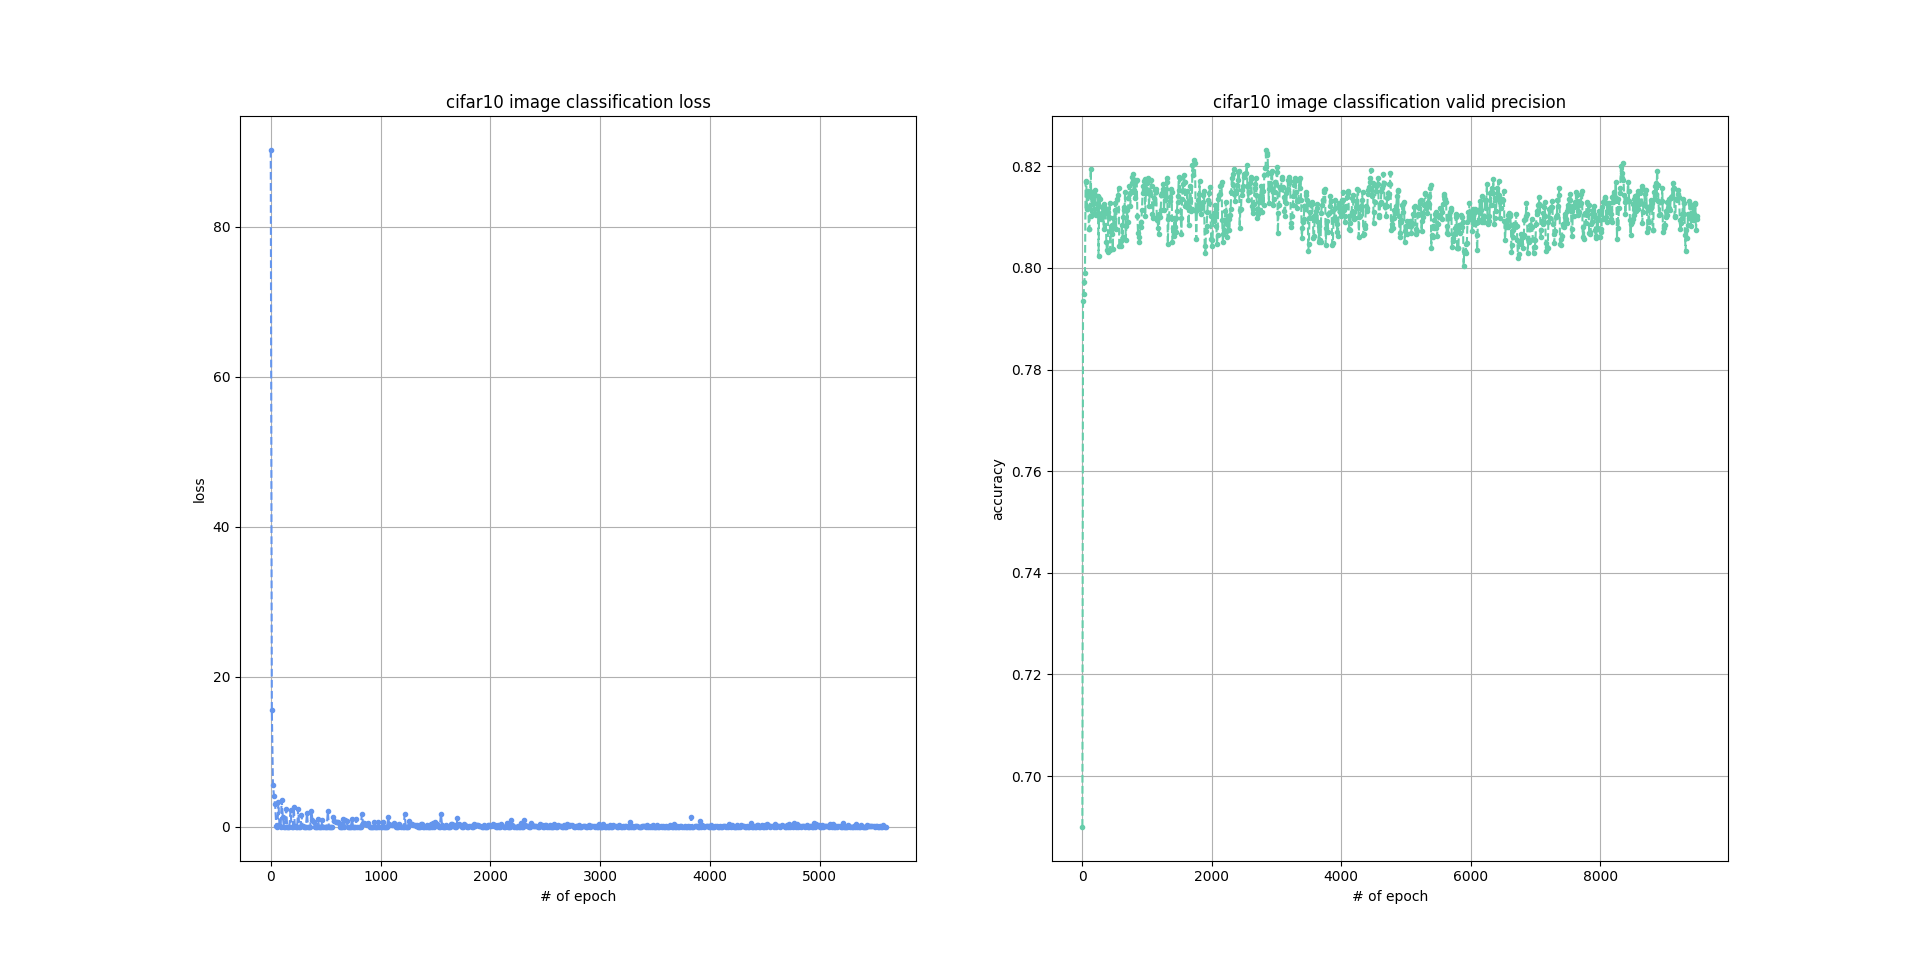 cifar10 image classification loss
80
60
40
20
0
loss
0 1000 2000 3000 4000 5000
# of epoch
cifar10 image classification valid precision
0.82
0.80
0.78
0.76
0.74
0.72
0.70
accuracy
0 2000 4000 6000 8000
# of epoch